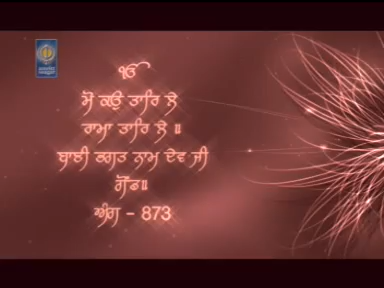 ੴ
ਮੋ ਕਉ ਤਾਰਿ ਲੇ
ਰਾਮਾ ਤਾਰਿ ਲੇ ॥
ਬਾਣੀ ਭਗਤ ਨਾਮ ਦੇਵ ਜੀ
ਗੋਂਡ॥
ਅੰਗ - 873